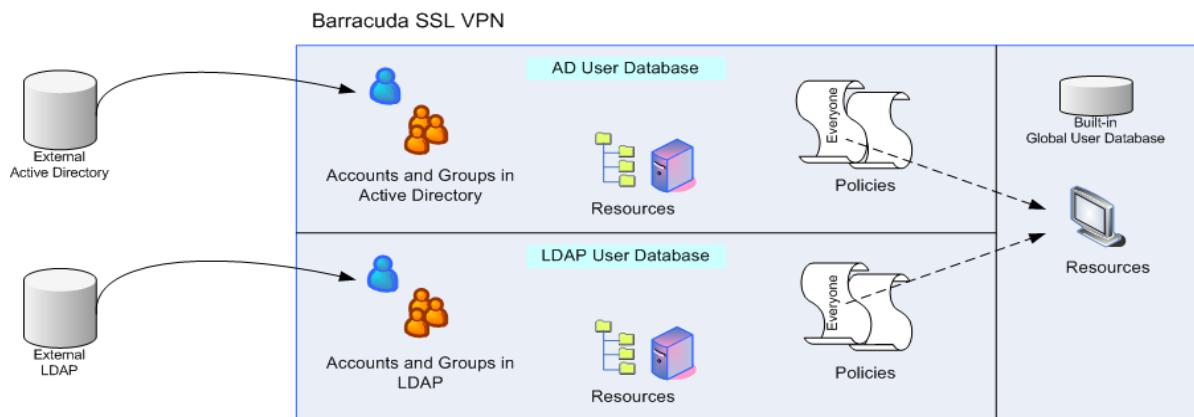 Barracuda SSL VPN
External
Active Directory
AD User Database
Accounts and Groups in
Active Directory
Resources
Everyone
Policies
Built-in
Global User Database
Resources
External
LDAP
LDAP User Database
Accounts and Groups in
LDAP
Resources
Everyone
Policies